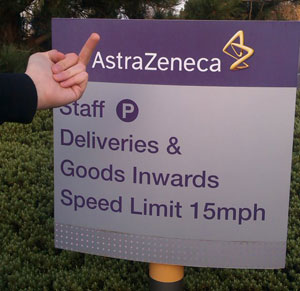 AstraZeneca
Staff P
Deliveries &
Goods Inwards
Speed Limit 15mph